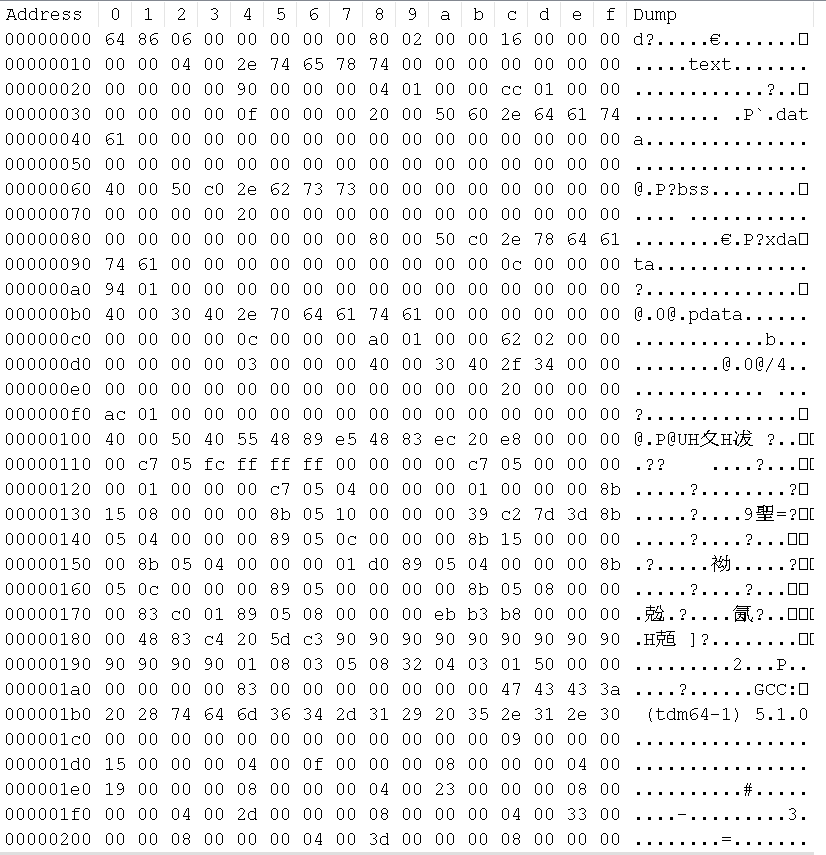 Address 0 1 2 3 4 5 6 7 8 9 a b c d e f Dump
00000000 64 86 06 00 00 00 00 00 80 02 00 00 16 00 00 00 d?.....€.......□
00000010 00 00 04 00 2e 74 65 78 74 00 00 00 00 00 00 00 .....text.......
00000020 00 00 00 00 90 00 00 00 04 01 00 00 cc 01 00 00 ............?..□
00000030 00 00 00 00 0f 00 00 00 20 00 50 60 2e 64 61 74 ........ .P`.dat
00000040 61 00 00 00 00 00 00 00 00 00 00 00 00 00 00 00 a...............
00000050 00 00 00 00 00 00 00 00 00 00 00 00 00 00 00 00 ................
00000060 40 00 50 c0 2e 62 73 73 00 00 00 00 00 00 00 00 @.P?bss........□
00000070 00 00 00 00 20 00 00 00 00 00 00 00 00 00 00 00 .... ...........
00000080 00 00 00 00 00 00 00 00 80 00 50 c0 2e 78 64 61 ........€.P?xda□
00000090 74 61 00 00 00 00 00 00 00 00 00 00 0c 00 00 00 ta..............
000000a0 94 01 00 00 00 00 00 00 00 00 00 00 00 00 00 00 ?..............□
000000b0 40 00 30 40 2e 70 64 61 74 61 00 00 00 00 00 00 @.0@.pdata......
000000c0 00 00 00 00 0c 00 00 00 a0 01 00 00 62 02 00 00 ............b...
000000d0 00 00 00 00 03 00 00 00 40 00 30 40 2f 34 00 00 ........@.0@/4..
000000e0 00 00 00 00 00 00 00 00 00 00 00 00 20 00 00 00 ............ ...
000000f0 ac 01 00 00 00 00 00 00 00 00 00 00 00 00 00 00 ?..............□
00000100 40 00 50 40 55 48 89 e5 48 83 ec 20 e8 00 00 00 @.P@UH夊H冹 ?..□□
00000110 00 c7 05 fc ff ff ff 00 00 00 00 c7 05 00 00 00 .??    ....?...□□
00000120 00 01 00 00 00 c7 05 04 00 00 00 01 00 00 00 8b .....?........?□
00000130 15 08 00 00 00 8b 05 10 00 00 00 39 c2 7d 3d 8b .....?....9聖=?□□
00000140 05 04 00 00 00 89 05 0c 00 00 00 8b 15 00 00 00 .....?....?...□□
00000150 00 8b 05 04 00 00 00 01 d0 89 05 04 00 00 00 8b .?.....袎.....?□□
00000160 05 0c 00 00 00 89 05 00 00 00 00 8b 05 08 00 00 .....?....?...□□
00000170 00 83 c0 01 89 05 08 00 00 00 eb b3 b8 00 00 00 .兝.?....氤?..□□□
00000180 00 48 83 c4 20 5d c3 90 90 90 90 90 90 90 90 90 .H兡 ]?........□□
00000190 90 90 90 90 01 08 03 05 08 32 04 03 01 50 00 00 .........2...P..
000001a0 00 00 00 00 83 00 00 00 00 00 00 00 47 43 43 3a ....?......GCC:□
000001b0 20 28 74 64 6d 36 34 2d 31 29 20 35 2e 31 2e 30  (tdm64-1) 5.1.0
000001c0 00 00 00 00 00 00 00 00 00 00 00 00 09 00 00 00 ................
000001d0 15 00 00 00 04 00 0f 00 00 00 08 00 00 00 04 00 ................
000001e0 19 00 00 00 08 00 00 00 04 00 23 00 00 00 08 00 ..........#.....
000001f0 00 00 04 00 2d 00 00 00 08 00 00 00 04 00 33 00 ....-.........3.
00000200 00 00 08 00 00 00 04 00 3d 00 00 00 08 00 00 00 ........=.......